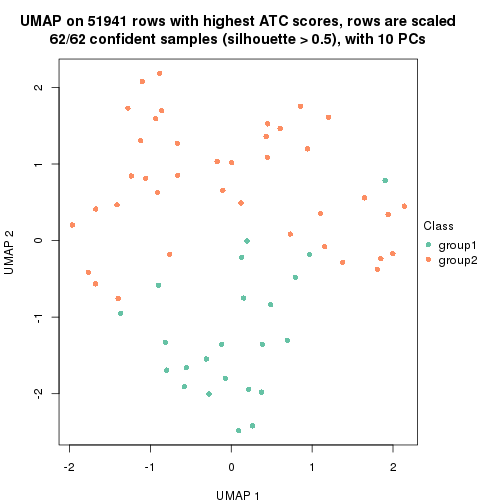 UMAP on 51941 rows with highest ATC scores, rows are scaled
62/62 confident samples (silhouette > 0.5), with 10 PCs
2
1
0
-1
-2
UMAP 2
-2
-1
0
1
2
UMAP 1
Class
group1
group2